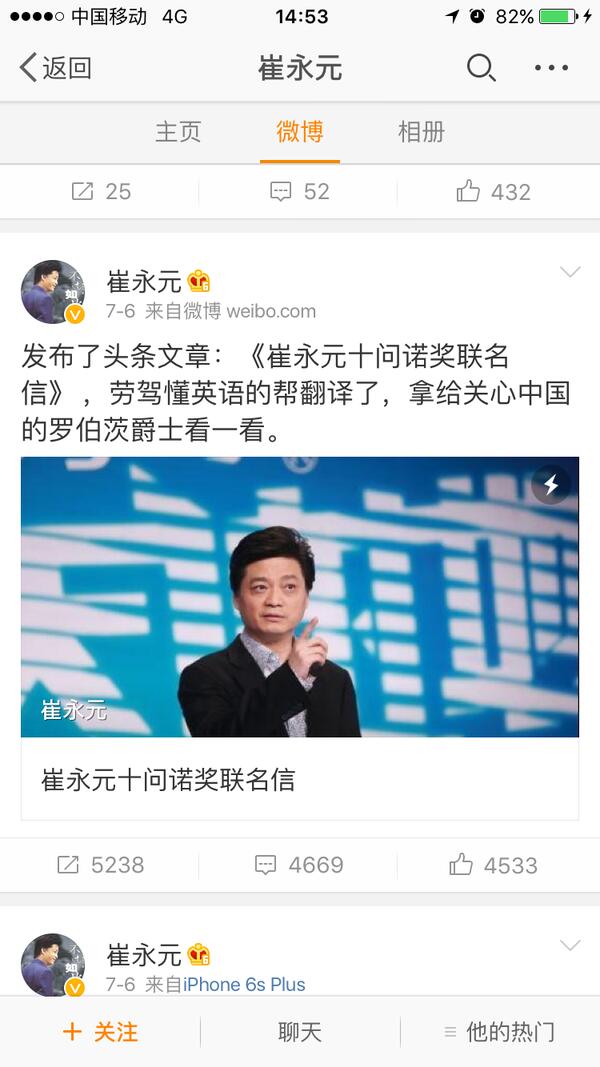 中国移动 4G 14:53 82%
返回 崔永元
主页 微博 相册
25 52 432
崔永元
7-6 来自微博 weibo.com
发布了头条文章：《崔永元十问诺奖联名
信》，劳驾懂英语的帮翻译了，拿给关心中国
的罗伯茨爵士看一看。
崔永元
崔永元十问诺奖联名信
5238 4669 4533
崔永元
7-6 来自iPhone 6s Plus
+ 关注 聊天 他的热门